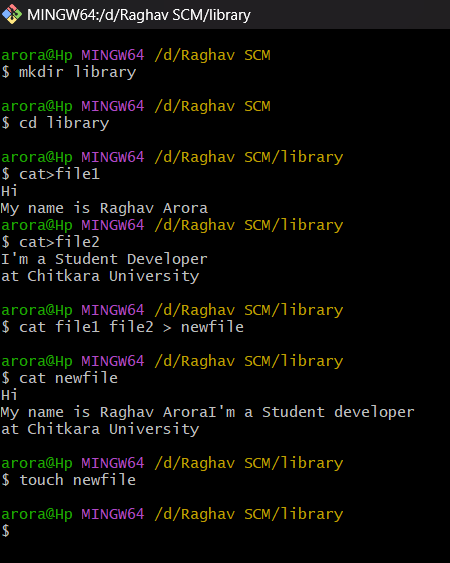 MINGW64:/d/Raghav SCM/library
arora@Hp MINGW64 /d/Raghav SCM
$ mkdir library
arora@Hp MINGW64 /d/Raghav SCM
$ cd library
arora@Hp MINGW64 /d/Raghav SCM/library
$ cat>file1
Hi
My name is Raghav Arora
arora@Hp MINGW64 /d/Raghav SCM/library
$ cat>file2
I'm a Student Developer
at Chitkara University
arora@Hp MINGW64 /d/Raghav SCM/library
$ cat file1 file2 > newfile
arora@Hp MINGW64 /d/Raghav SCM/library
$ cat newfile
Hi
My name is Raghav AroraI'm a Student developer
at Chitkara University
arora@Hp MINGW64 /d/Raghav SCM/library
$ touch newfile
arora@Hp MINGW64 /d/Raghav SCM/library
$